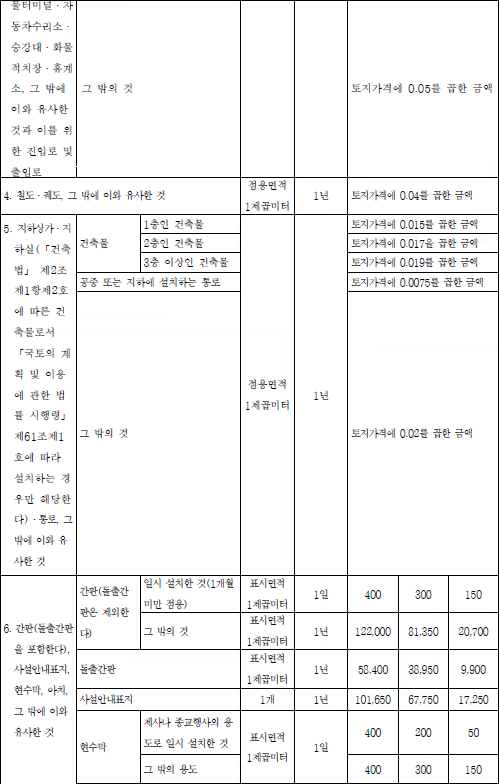 물터미널ㆍ자
동차수리소ㆍ
승강대ㆍ화물
적치장ㆍ휴게
소, 그 밖에
이와 유사한
것과 이를 위
한 진입로 및
출입로
그 밖의 것
토지가격에 0.05를 곱한 금액
4. 철도ㆍ궤도, 그 밖에 이와 유사한 것
점용면적
1제곱미터
1년
토지가격에 0.04를 곱한 금액
5. 지하상가ㆍ지
하실(「건축
법」 제2조
제1항제2호
에 따른 건
축물로서
「국토의 계
획 및 이용
에 관한 법
률 시행령」
제61조제1
호에 따라
설치하는 경
우만 해당한
다)ㆍ통로, 그
밖에 이와 유
사한 것
건축물
1층인 건축물
토지가격에 0.015를 곱한 금액
2층인 건축물
토지가격에 0.017을 곱한 금액
3층 이상인 건축물
토지가격에 0.019를 곱한 금액
공중 또는 지하에 설치하는 통로
토지가격에 0.0075를 곱한 금액
그 밖의 것
점용면적
1제곱미터
1년
토지가격에 0.02를 곱한 금액
6. 간판(돌출간판
을 포함한다),
사설안내표지,
현수막, 아치,
그 밖에 이와
유사한 것
간판(돌출간
판은 제외한
다)
일시 설치한 것(1개월
미만 점용)
표시면적
1제곱미터
1일
400 300 150
그 밖의 것
표시면적
1제곱미터
1년
122,000 81,350 20,700
돌출간판
표시면적
1제곱미터
1년
58,400 38,950 9,900
사설안내표지
1개
1년
101,650 67,750 17,250
현수막
제사나 종교행사의 용
도로 일시 설치한 것
표시면적
1제곱미터
1일
400 200 50
그 밖의 용도
400 300 150